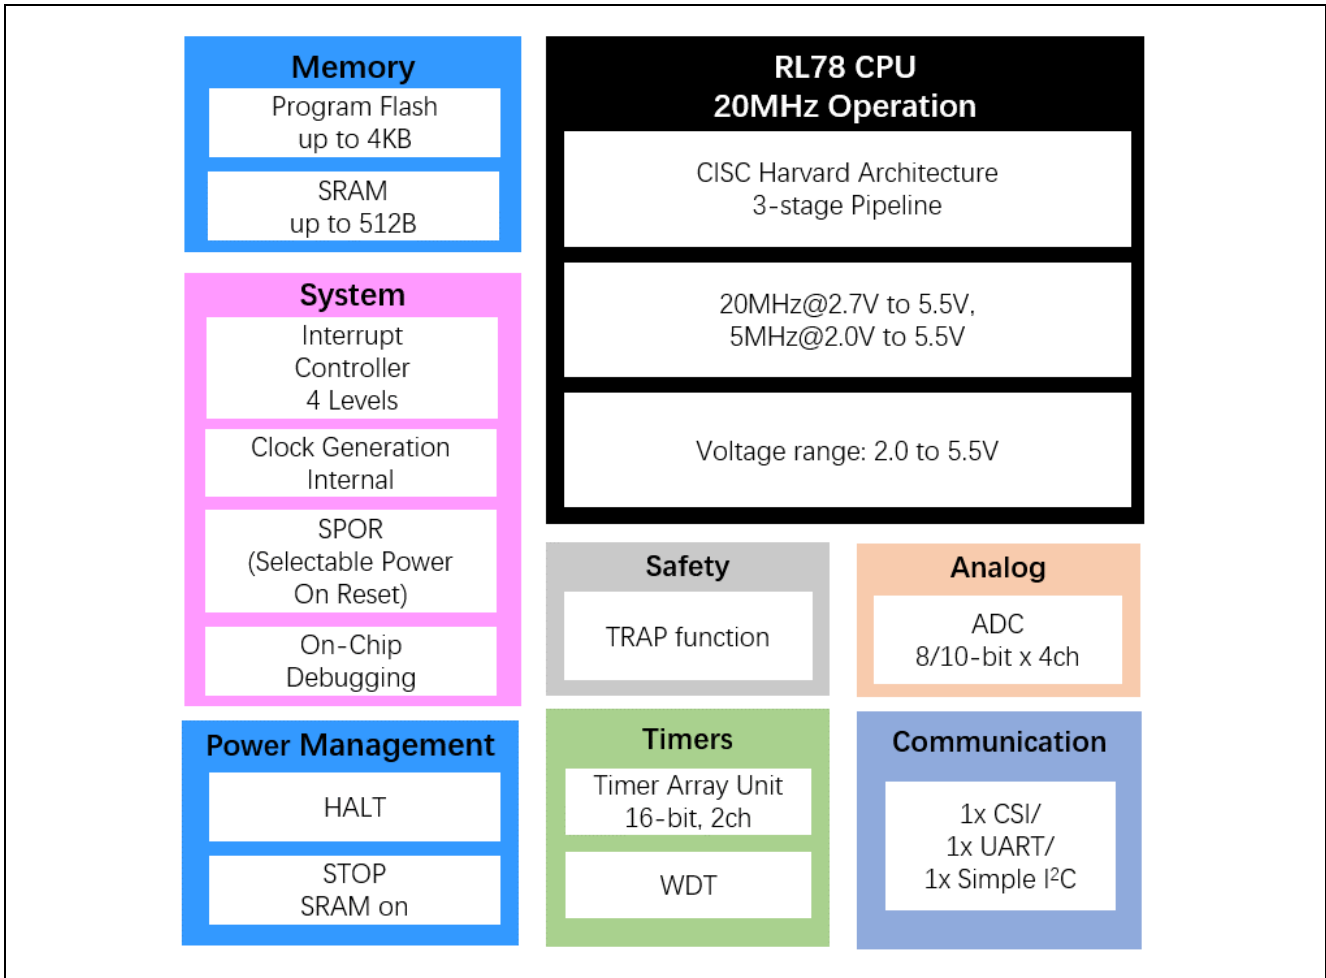 Memory
Program Flash
up to 4KB
SRAM
up to 512B
System
Interrupt
Controller
4 Levels
Clock Generation
Internal
SPOR
(Selectable Power
On Reset)
On-Chip
Debugging
Power Management
HALT
STOP
SRAM on
RL78 CPU
20MHz Operation
CISC Harvard Architecture
3-stage Pipeline
20MHz@2.7V to 5.5V,
5MHz@2.0V to 5.5V
Voltage range: 2.0 to 5.5V
Safety
TRAP function
Analog
ADC
8/10-bit x 4ch
Timers
Timer Array Unit
16-bit, 2ch
WDT
Communication
1x CSI/
1x UART/
1x Simple I²C